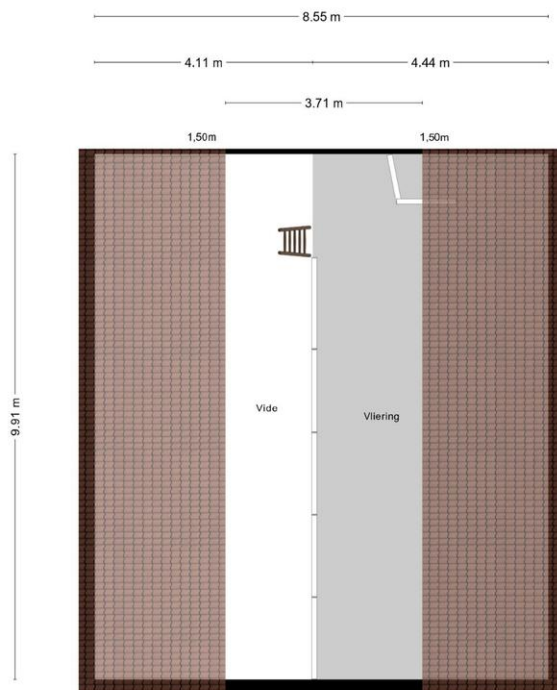 8.55 m
4.11 m
4.44 m
3.71 m
1,50m
1,50m
9.91 m
Vide
Vliering